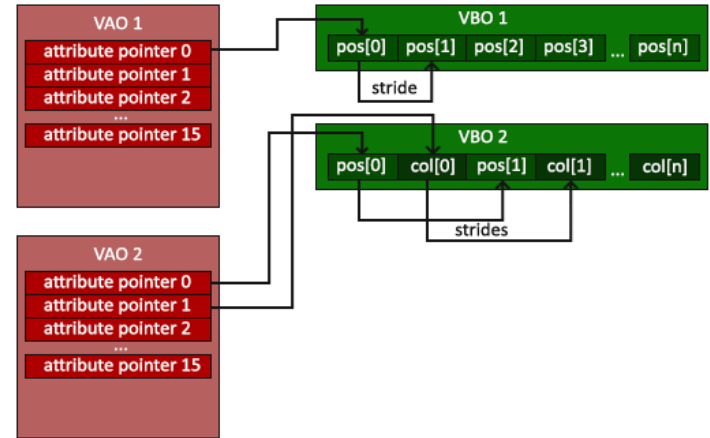 VAO 1
attribute pointer 0
attribute pointer 1
attribute pointer 2
...
attribute pointer 15
VBO 1
pos[0] pos[1] pos[2] pos[3] ... pos[n]
stride
VBO 2
pos[0] col[0] pos[1] col[1] ... col[n]
strides
VAO 2
attribute pointer 0
attribute pointer 1
attribute pointer 2
...
attribute pointer 15